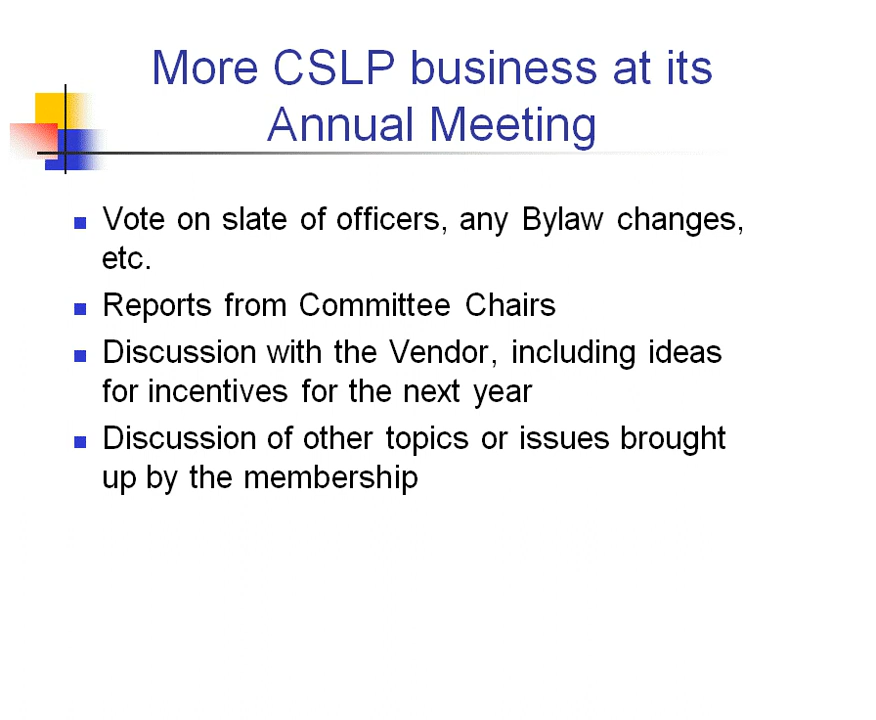 More CSLP business at its
Annual Meeting
Vote on slate of officers, any Bylaw changes,
etc.
Reports from Committee Chairs
Discussion with the Vendor, including ideas
for incentives for the next year
Discussion of other topics or issues brought
up by the membership